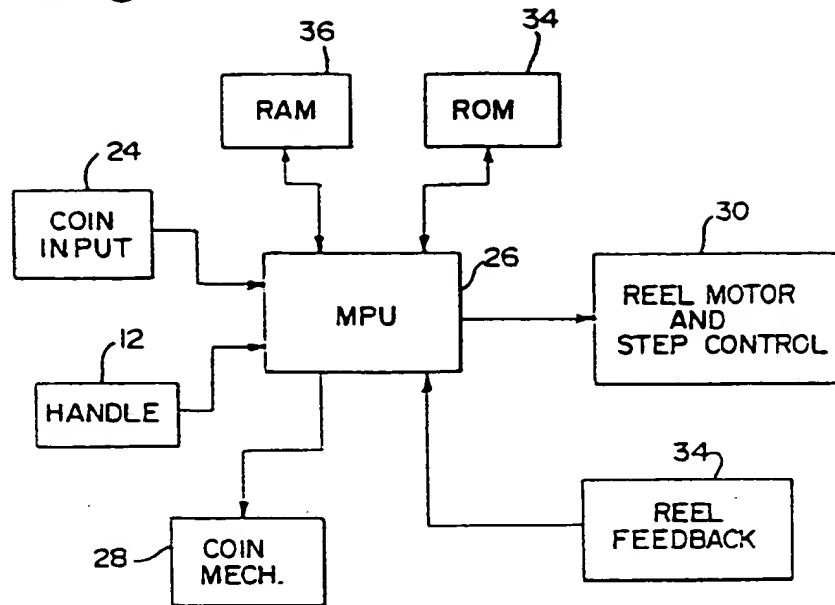 36
34
RAM
ROM
24
COIN
INPUT
26
30
MPU
REEL MOTOR
AND
STEP CONTROL
12
HANDLE
34
REEL
FEEDBACK
28
COIN
MECH.